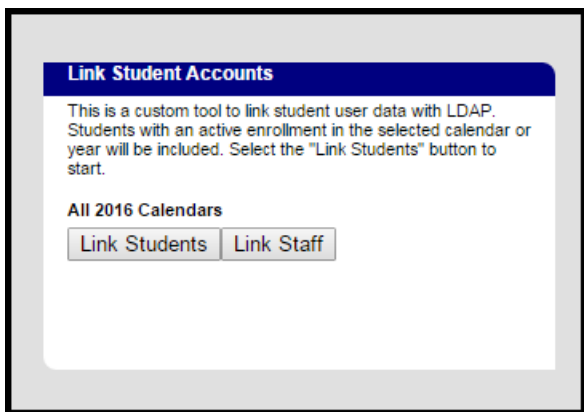 Link Student Accounts
This is a custom tool to link student user data with LDAP.
Students with an active enrollment in the selected calendar or
year will be included. Select the "Link Students" button to
start.
All 2016 Calendars
Link Students Link Staff